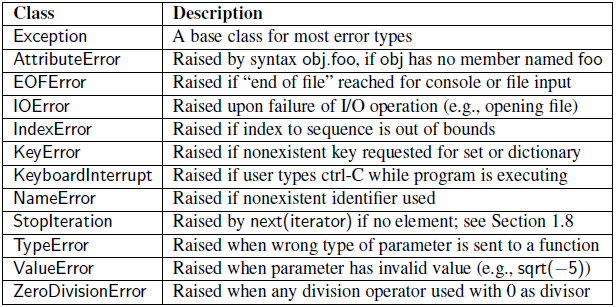 Class Description
Exception A base class for most error types
AttributeError Raised by syntax obj.foo, if obj has no member named foo
EOFError Raised if “end of file” reached for console or file input
IOError Raised upon failure of I/O operation (e.g., opening file)
IndexError Raised if index to sequence is out of bounds
KeyError Raised if nonexistent key requested for set or dictionary
KeyboardInterrupt Raised if user types ctrl-C while program is executing
NameError Raised if nonexistent identifier used
StopIteration Raised by next(iterator) if no element; see Section 1.8
TypeError Raised when wrong type of parameter is sent to a function
ValueError Raised when parameter has invalid value (e.g., sqrt(−5))
ZeroDivisionError Raised when any division operator used with 0 as divisor